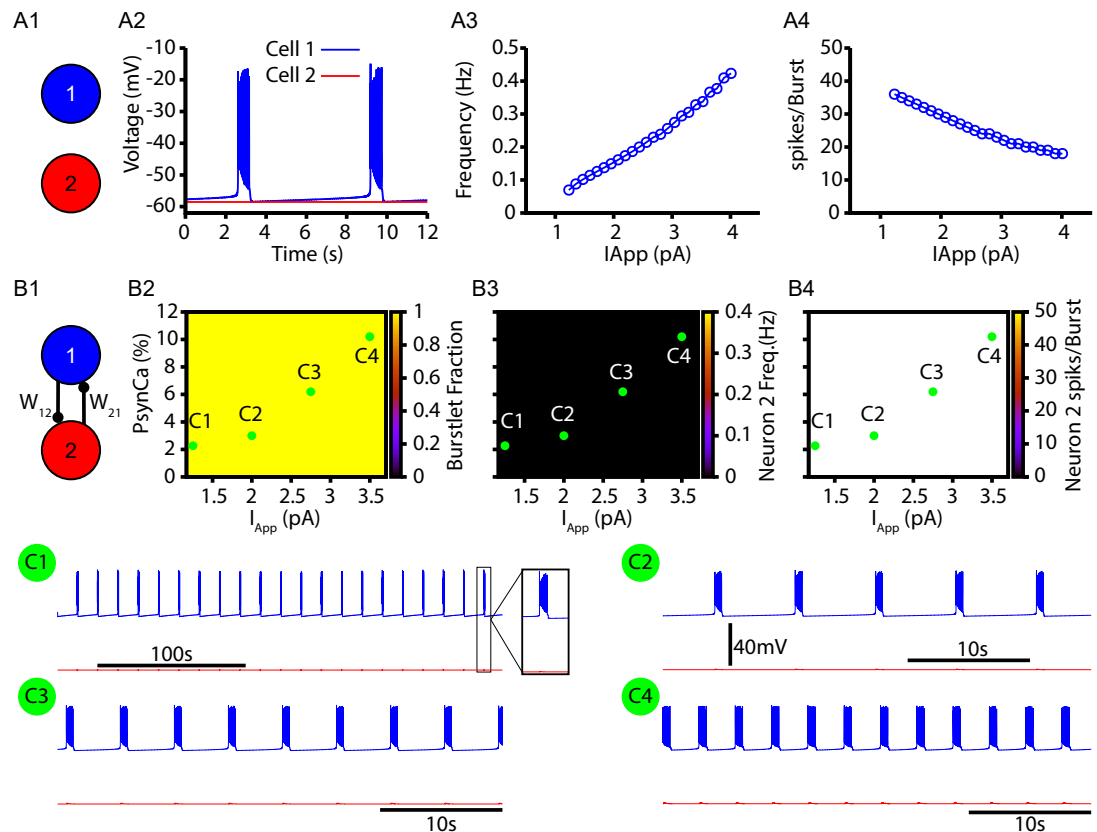 A1
A2
A3
A4
1
2
Voltage (mV)
-10
-20
-30
-40
-50
-60
0 2 4 6 8 10 12
Time (s)
Cell 1
Cell 2
Frequency (Hz)
0.5
0.4
0.3
0.2
0.1
0
1 2 3 4
IApp (pA)
spikes/Burst
50
40
30
20
10
0
1 2 3 4
IApp (pA)
B1
B2
B3
B4
1
W12 W21
2
PsynCa (%)
12
10
8
6
4
2
0
C1 C2 C3 C4
1.5 2 2.5 3 3.5
IApp (pA)
1
0.8
0.6
0.4
0.2
0
Burstlet Fraction
C1 C2 C3 C4
1.5 2 2.5 3 3.5
IApp (pA)
0.4
0.3
0.2
0.1
0
Neuron 2 Freq.(Hz)
C1 C2 C3 C4
1.5 2 2.5 3 3.5
IApp (pA)
50
40
30
20
10
0
Neuron 2 spikes/Burst
C1
100s
C2
40mV
10s
C3
10s
C4
10s